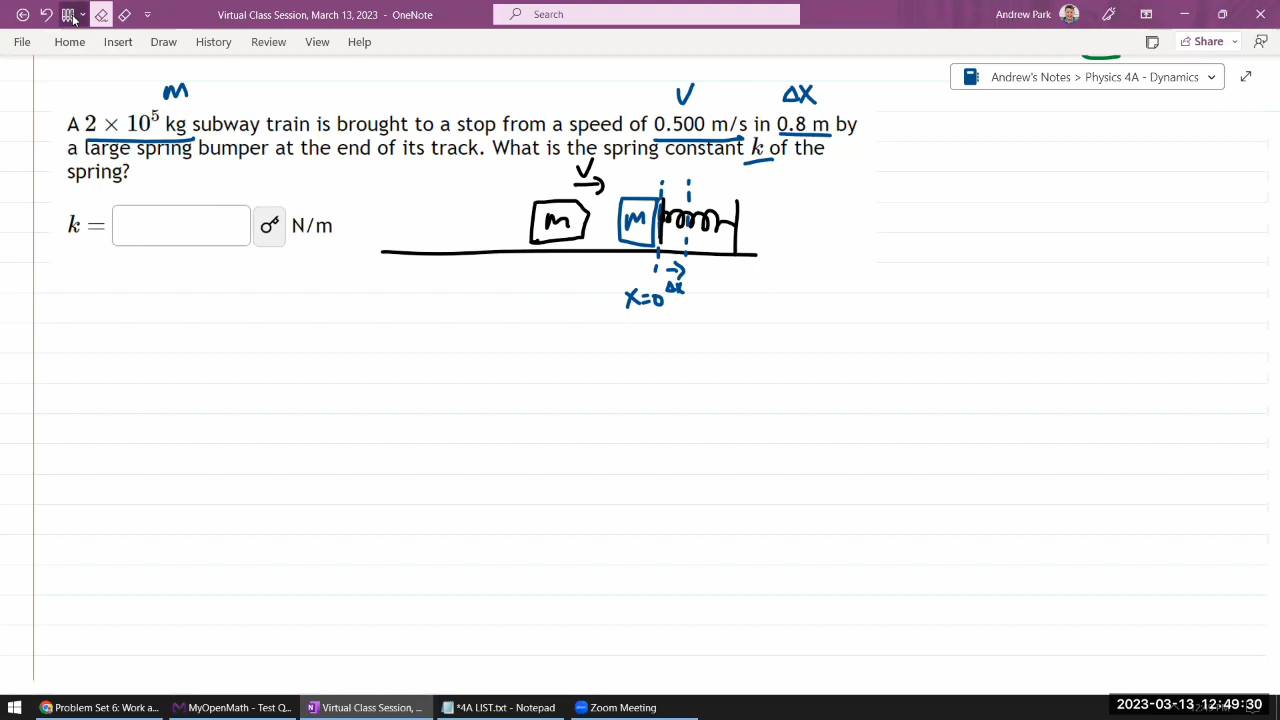 Virtual Class Session, March 13, 2023 - OneNote
Search
Andrew Park
File Home Insert Draw History Review View Help
Share
Andrew's Notes > Physics 4A - Dynamics
m
V
Δx
A 2 × 10⁵ kg subway train is brought to a stop from a speed of 0.500 m/s in 0.8 m by
a large spring bumper at the end of its track. What is the spring constant k of the
spring?
V
k =
N/m
m
m
Δx
x=0
Problem Set 6: Work a...
MyOpenMath - Test Q...
Virtual Class Session, ...
*4A LIST.txt - Notepad
Zoom Meeting
2023-03-13 12:49:30